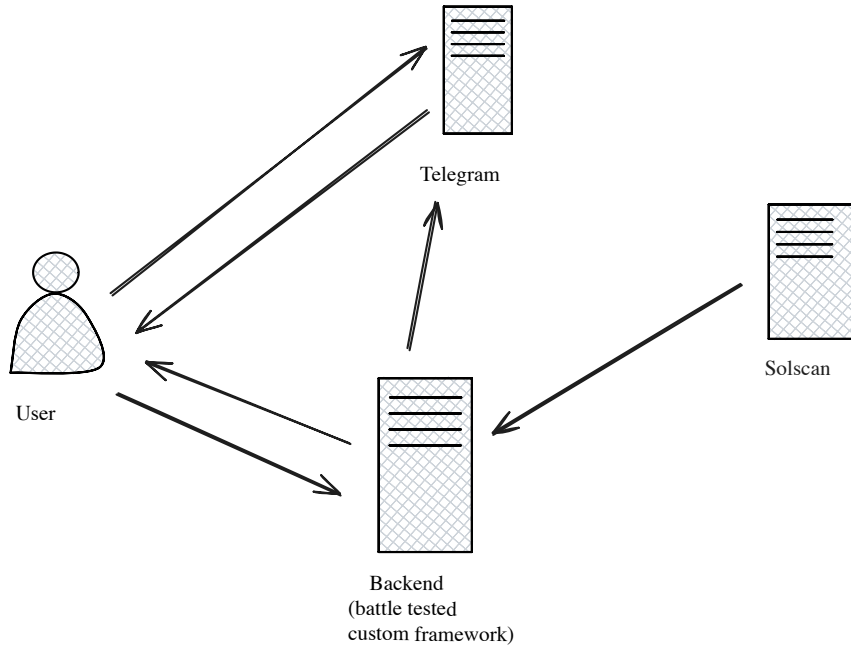 Telegram
Solscan
User
Backend
(battle tested
custom framework)